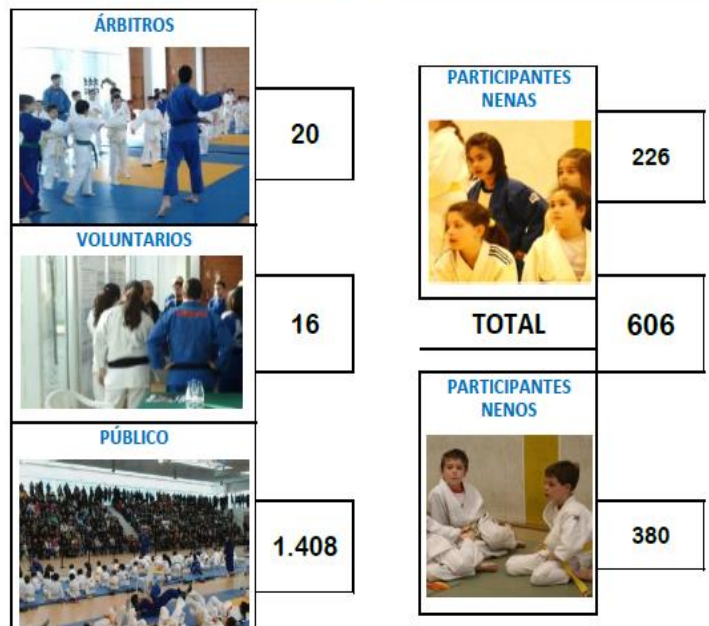 ÁRBITROS
20
VOLUNTARIOS
16
PÚBLICO
1.408
PARTICIPANTES
NENAS
226
TOTAL
606
PARTICIPANTES
NENOS
380